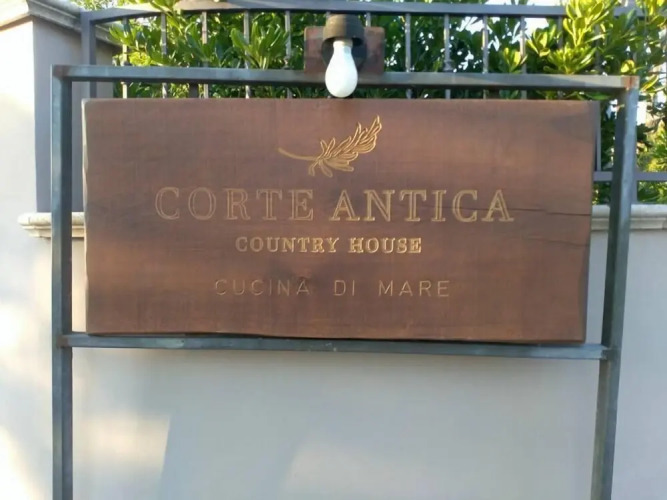 CORTE ANTICA
COUNTRY HOUSE
CUCINA DI MARE